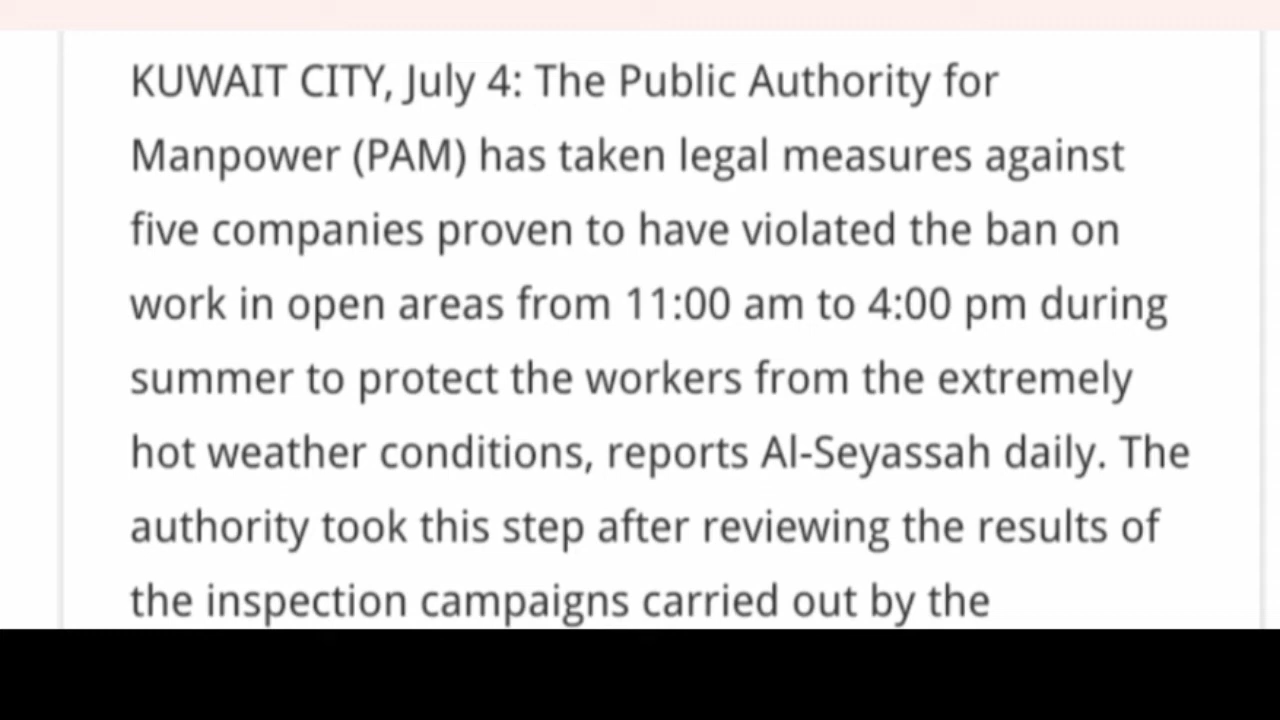 KUWAIT CITY, July 4: The Public Authority for
Manpower (PAM) has taken legal measures against
five companies proven to have violated the ban on
work in open areas from 11:00 am to 4:00 pm during
summer to protect the workers from the extremely
hot weather conditions, reports Al-Seyassah daily. The
authority took this step after reviewing the results of
the inspection campaigns carried out by the